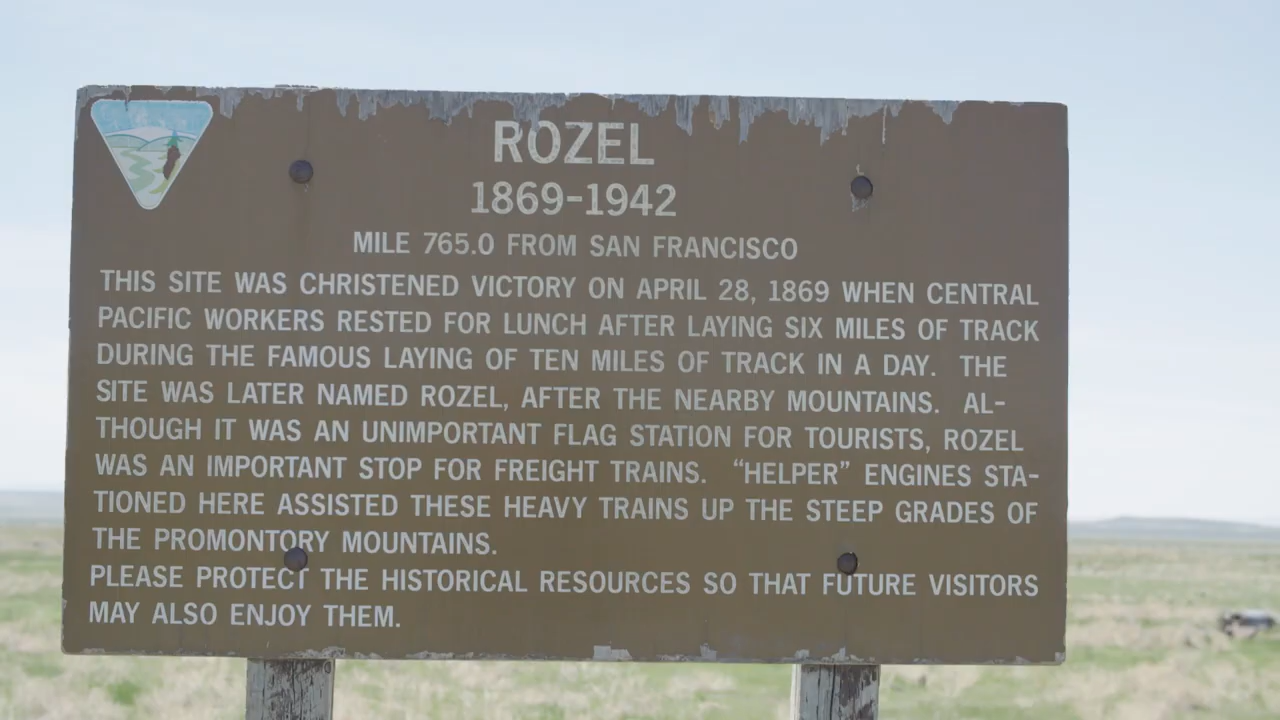 ROZEL
1869-1942
MILE 765.0 FROM SAN FRANCISCO
THIS SITE WAS CHRISTENED VICTORY ON APRIL 28, 1869 WHEN CENTRAL
PACIFIC WORKERS RESTED FOR LUNCH AFTER LAYING SIX MILES OF TRACK
DURING THE FAMOUS LAYING OF TEN MILES OF TRACK IN A DAY. THE
SITE WAS LATER NAMED ROZEL, AFTER THE NEARBY MOUNTAINS. AL-
THOUGH IT WAS AN UNIMPORTANT FLAG STATION FOR TOURISTS, ROZEL
WAS AN IMPORTANT STOP FOR FREIGHT TRAINS. “HELPER” ENGINES STA-
TIONED HERE ASSISTED THESE HEAVY TRAINS UP THE STEEP GRADES OF
THE PROMONTORY MOUNTAINS.
PLEASE PROTECT THE HISTORICAL RESOURCES SO THAT FUTURE VISITORS
MAY ALSO ENJOY THEM.